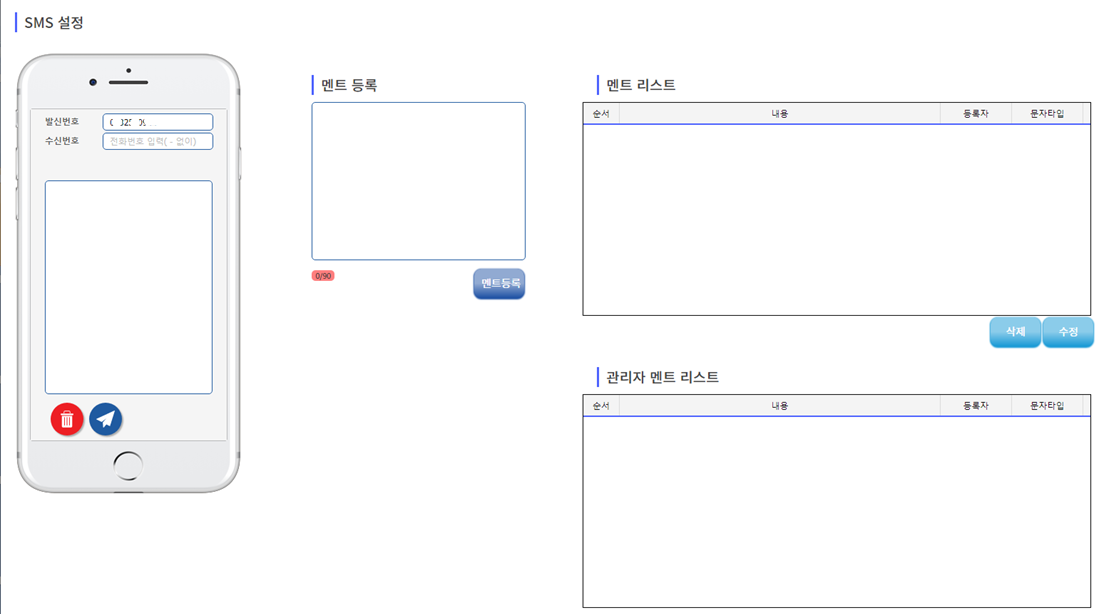 SMS 설정
발신번호
수신번호 전화번호 입력( - 없이)
멘트 등록
0/90
멘트등록
멘트 리스트
순서 내용 등록자 문자타입
삭제 수정
관리자 멘트 리스트
순서 내용 등록자 문자타입